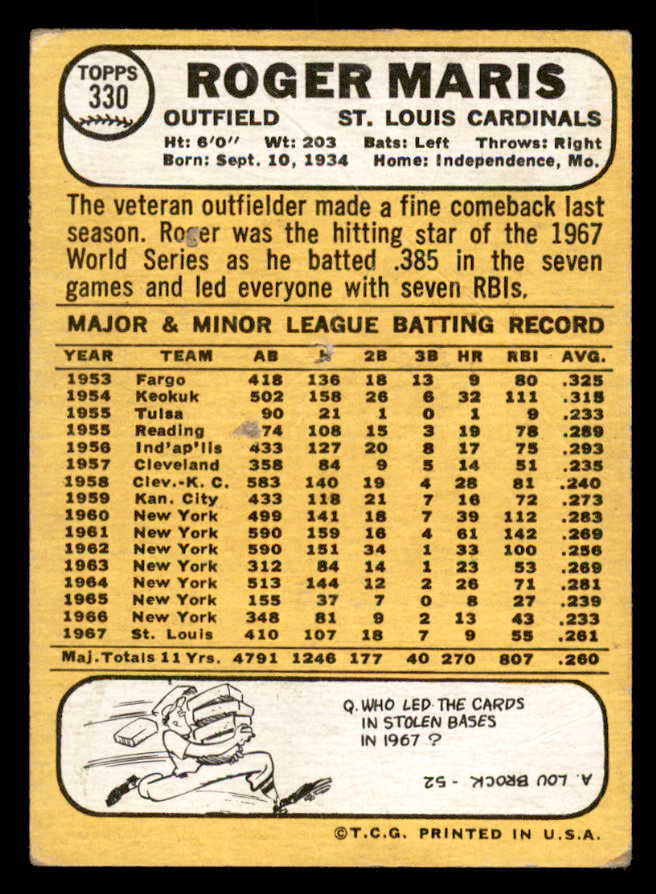 TOPPS
330
ROGER MARIS
OUTFIELD ST. LOUIS CARDINALS
Ht: 6'0" Wt: 203 Bats: Left Throws: Right
Born: Sept. 10, 1934 Home: Independence, Mo.
The veteran outfielder made a fine comeback last
season. Roger was the hitting star of the 1967
World Series as he batted .385 in the seven
games and led everyone with seven RBIs.
MAJOR & MINOR LEAGUE BATTING RECORD
YEAR TEAM AB H 2B 3B HR RBI AVG.
1953 Fargo 418 136 18 13 9 80 .325
1954 Keokuk 502 158 26 6 32 111 .315
1955 Tulsa 90 21 1 0 1 9 .233
1955 Reading 74 108 15 3 19 78 .289
1956 Ind'ap'lis 433 127 20 8 17 75 .293
1957 Cleveland 358 84 9 5 14 51 .235
1958 Clev.-K. C. 583 140 19 4 28 81 .240
1959 Kan. City 433 118 21 7 16 72 .273
1960 New York 499 141 18 7 39 112 .283
1961 New York 590 159 16 4 61 142 .269
1962 New York 590 151 34 1 33 100 .256
1963 New York 312 84 14 1 23 53 .269
1964 New York 513 144 12 2 26 71 .281
1965 New York 155 37 7 0 8 27 .239
1966 New York 348 81 9 2 13 43 .233
1967 St. Louis 410 107 18 7 9 55 .261
Maj. Totals 11 Yrs. 4791 1246 177 40 270 807 .260
Q. WHO LED THE CARDS
IN STOLEN BASES
IN 1967 ?
A. LOU BROCK - 52
©T.C.G. PRINTED IN U.S.A.